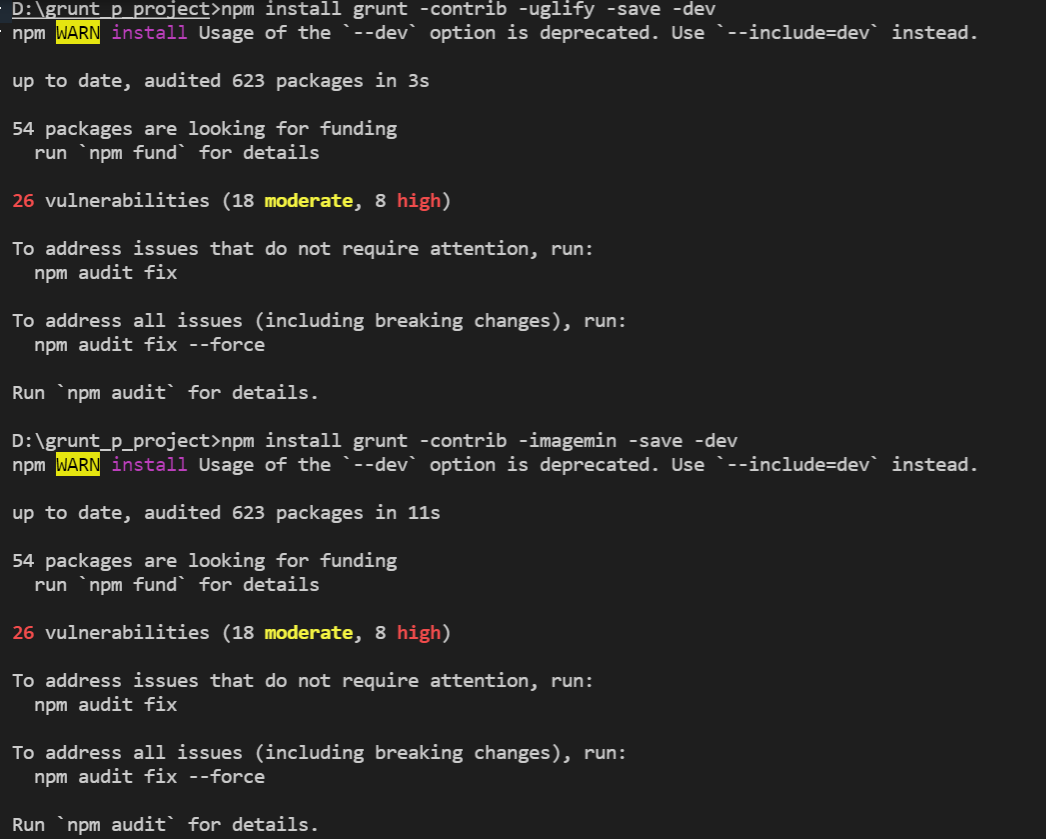 D:\grunt_p_project>npm install grunt -contrib -uglify -save -dev
npm WARN install Usage of the `--dev` option is deprecated. Use `--include=dev` instead.
up to date, audited 623 packages in 3s
54 packages are looking for funding
run `npm fund` for details
26 vulnerabilities (18 moderate, 8 high)
To address issues that do not require attention, run:
npm audit fix
To address all issues (including breaking changes), run:
npm audit fix --force
Run `npm audit` for details.
D:\grunt_p_project>npm install grunt -contrib -imagemin -save -dev
npm WARN install Usage of the `--dev` option is deprecated. Use `--include=dev` instead.
up to date, audited 623 packages in 11s
54 packages are looking for funding
run `npm fund` for details
26 vulnerabilities (18 moderate, 8 high)
To address issues that do not require attention, run:
npm audit fix
To address all issues (including breaking changes), run:
npm audit fix --force
Run `npm audit` for details.